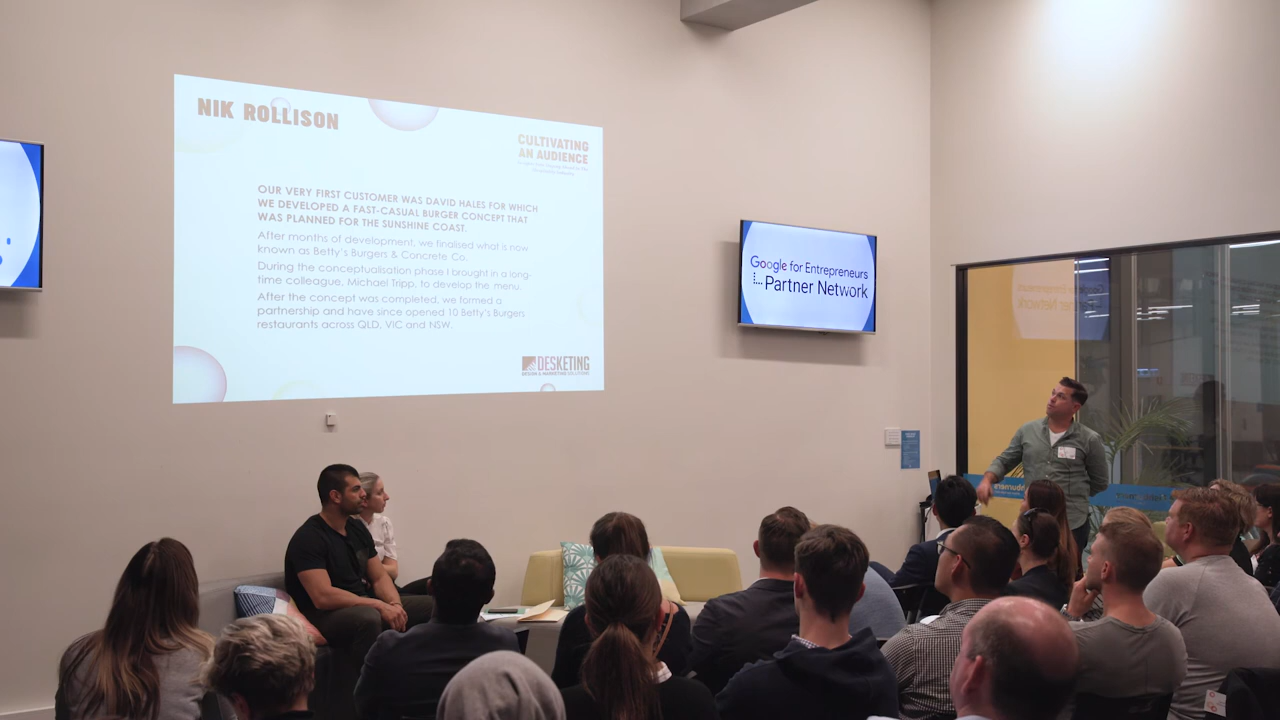 NIK ROLLISON
CULTIVATING
AN AUDIENCE
OUR VERY FIRST CUSTOMER WAS DAVID HALES FOR WHICH
WE DEVELOPED A FAST-CASUAL BURGER CONCEPT THAT
WAS PLANNED FOR THE SUNSHINE COAST.
After months of development, we finalised what is now
known as Betty's Burgers & Concrete Co.
During the conceptualisation phase I brought in a long-
time colleague, Michael Tripp, to develop the menu.
After the concept was completed, we formed a
partnership and have since opened 10 Betty's Burgers
restaurants across QLD, VIC and NSW.
DESKETING
DESIGN & MARKETING SOLUTIONS
Google for Entrepreneurs
Partner Network